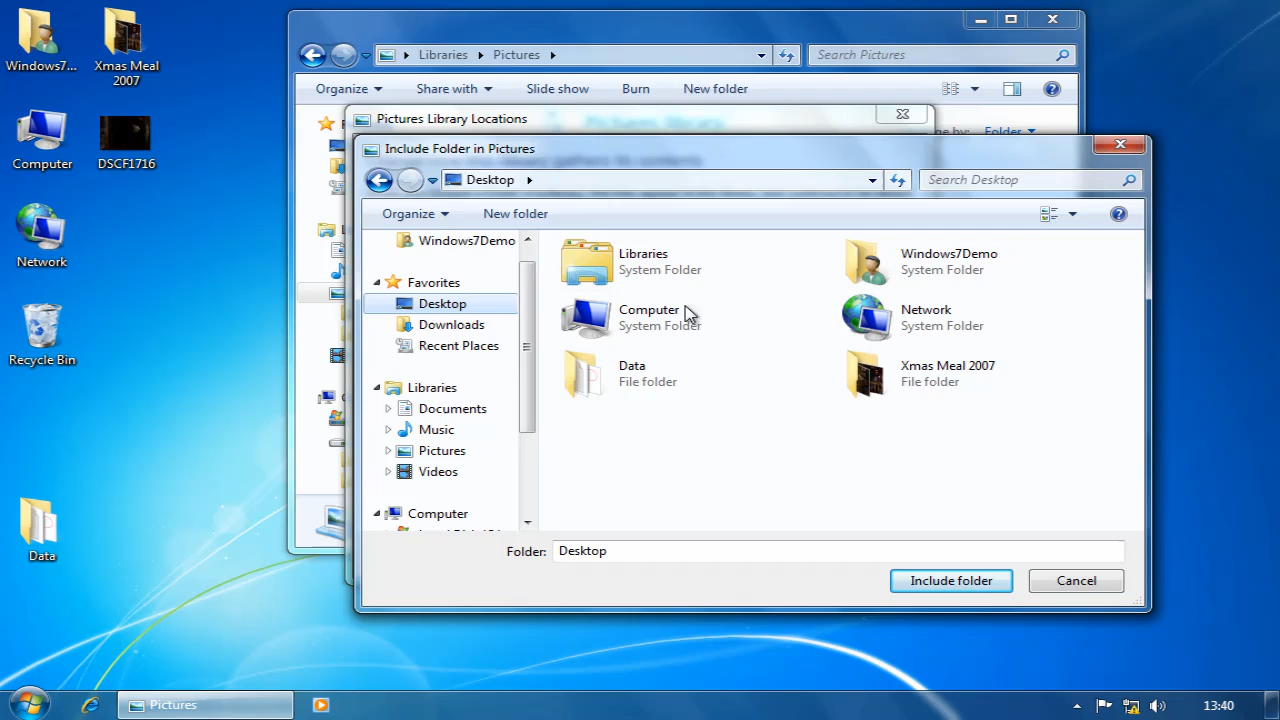 Windows7...
Xmas Meal
2007
Computer
DSCF1716
Network
Recycle Bin
Data
Libraries
Pictures
Search Pictures
Organize
Share with
Slide show
Burn
New folder
Pictures Library Locations
Folder
Include Folder in Pictures
Desktop
Search Desktop
Organize
New folder
Windows7Demo
Favorites
Desktop
Downloads
Recent Places
Libraries
Documents
Music
Pictures
Videos
Computer
Libraries
System Folder
Windows7Demo
System Folder
Computer
System Folder
Network
System Folder
Data
File folder
Xmas Meal 2007
File folder
Folder: Desktop
Include folder
Cancel
Pictures
13:40